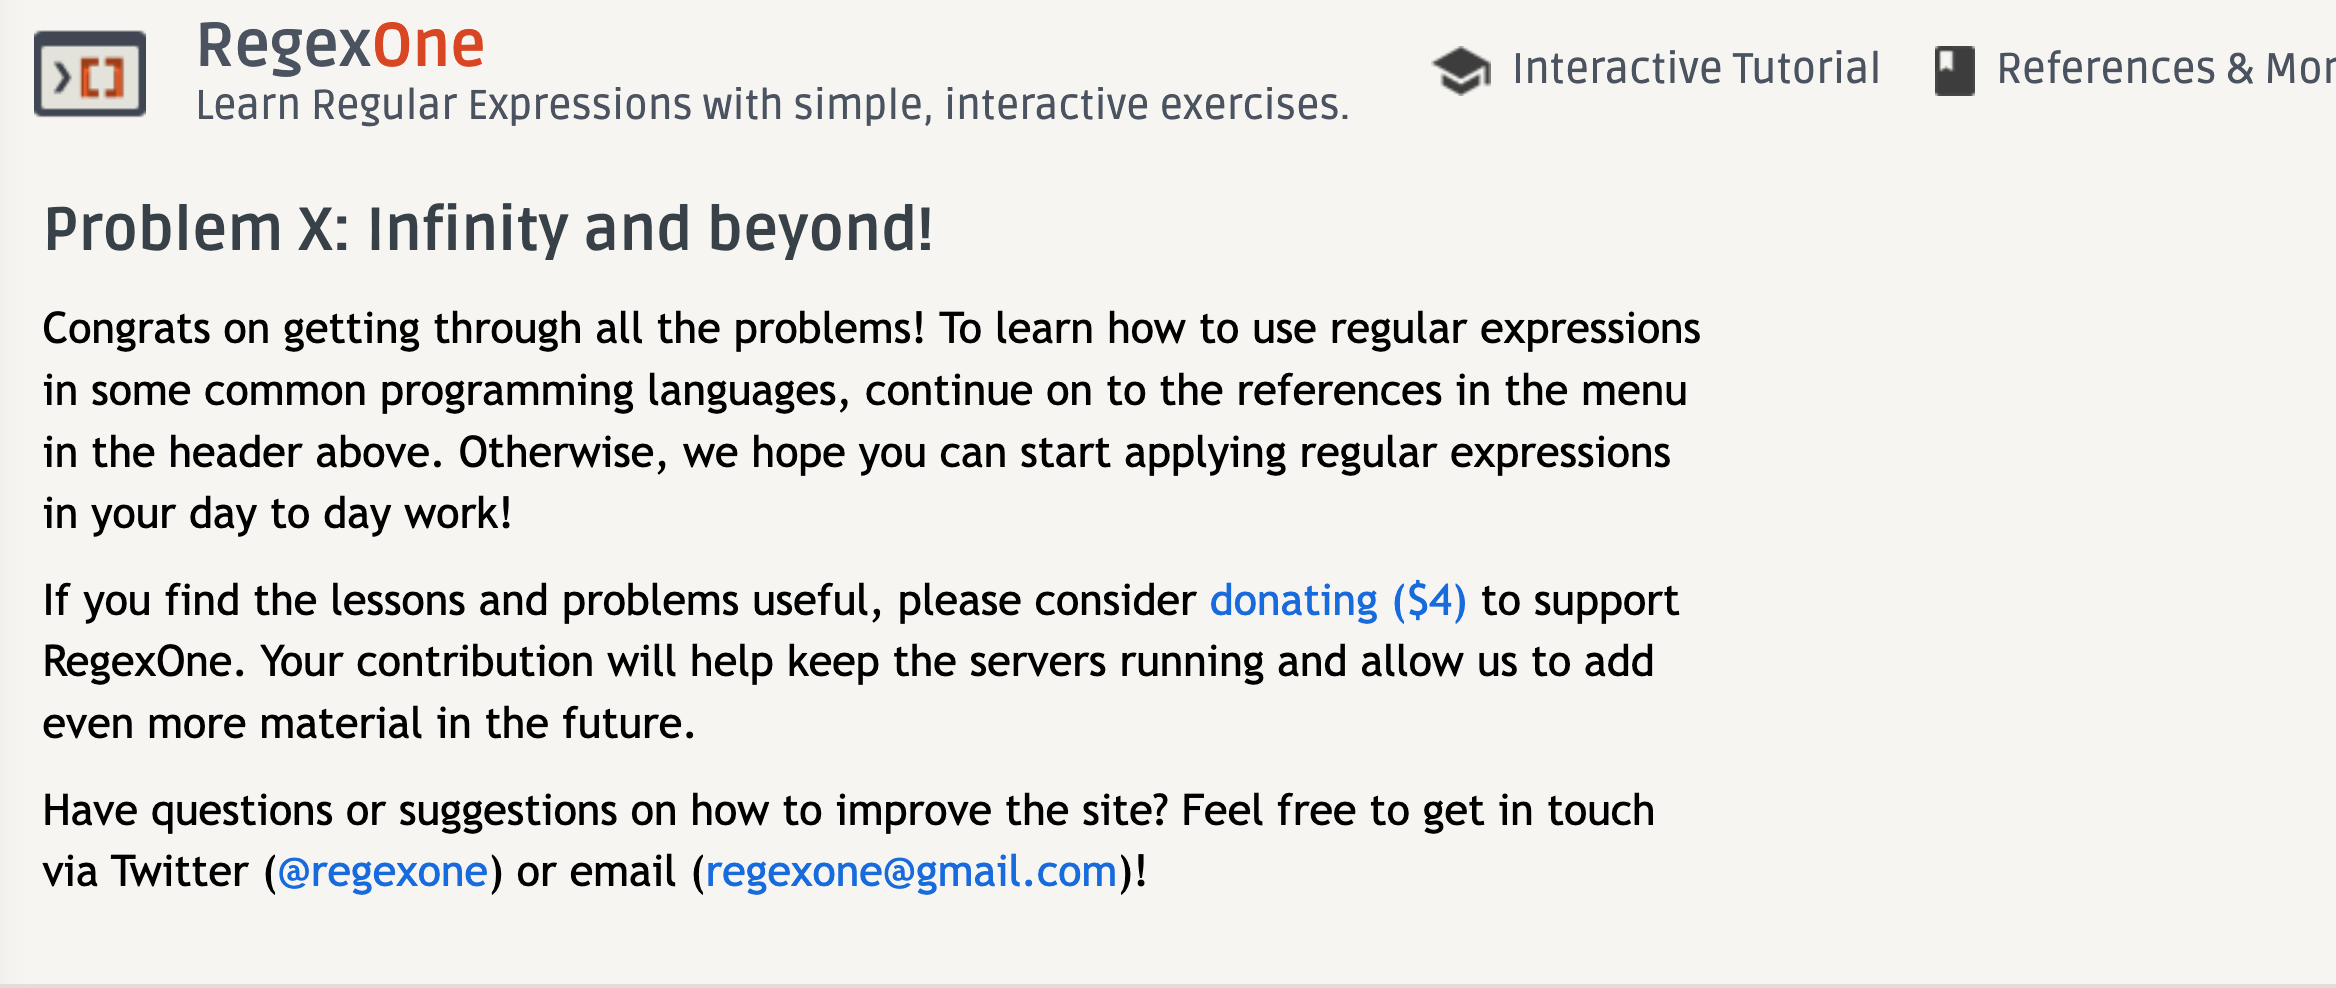 RegexOne
Learn Regular Expressions with simple, interactive exercises.
Interactive Tutorial
References & Mor
Problem X: Infinity and beyond!
Congrats on getting through all the problems! To learn how to use regular expressions
in some common programming languages, continue on to the references in the menu
in the header above. Otherwise, we hope you can start applying regular expressions
in your day to day work!
If you find the lessons and problems useful, please consider donating ($4) to support
RegexOne. Your contribution will help keep the servers running and allow us to add
even more material in the future.
Have questions or suggestions on how to improve the site? Feel free to get in touch
via Twitter (@regexone) or email (regexone@gmail.com)!